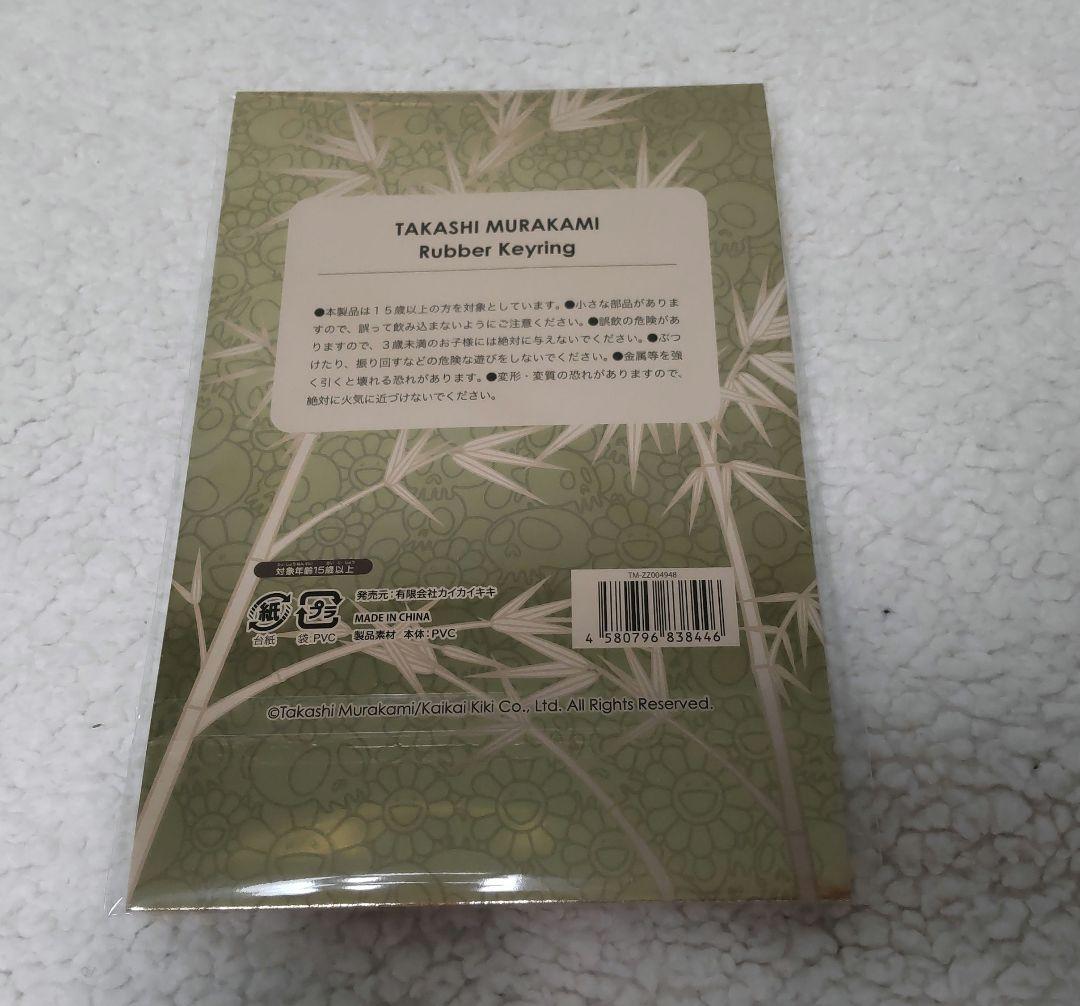 TAKASHI MURAKAMI
Rubber Keyring
●本製品は15歳以上の方を対象としています。●小さな部品がありま
すので、誤って飲み込まないようにご注意ください。●誤飲の危険があ
りますので、3歳未満のお子様には絶対に与えないでください。●ぶつ
けたり、振り回すなどの危険な遊びをしないでください。●金属等を強
く引くと壊れる恐れがあります。●変形・変質の恐れがありますので、
絶対に火気に近づけないでください。
対象年齢15歳以上
紙
台紙
プラ
袋:PVC
発売元:有限会社カイカイキキ
MADE IN CHINA
製品素材 本体:PVC
TM-ZZ004948
4 580796 838446
©Takashi Murakami/Kaikai Kiki Co., Ltd. All Rights Reserved.